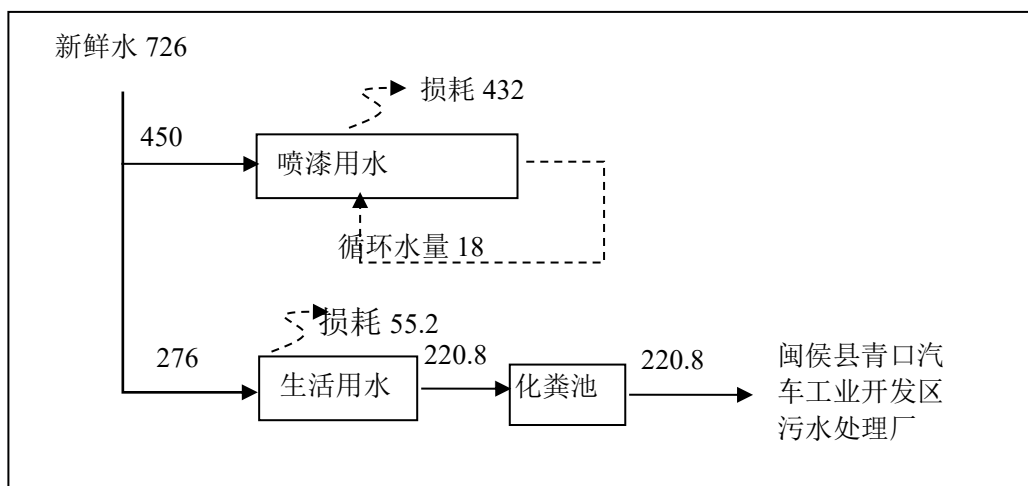 新鲜水 726
损耗 432
450
喷漆用水
循环水量 18
损耗 55.2
276
生活用水
220.8
化粪池
220.8
闽侯县青口汽
车工业开发区
污水处理厂